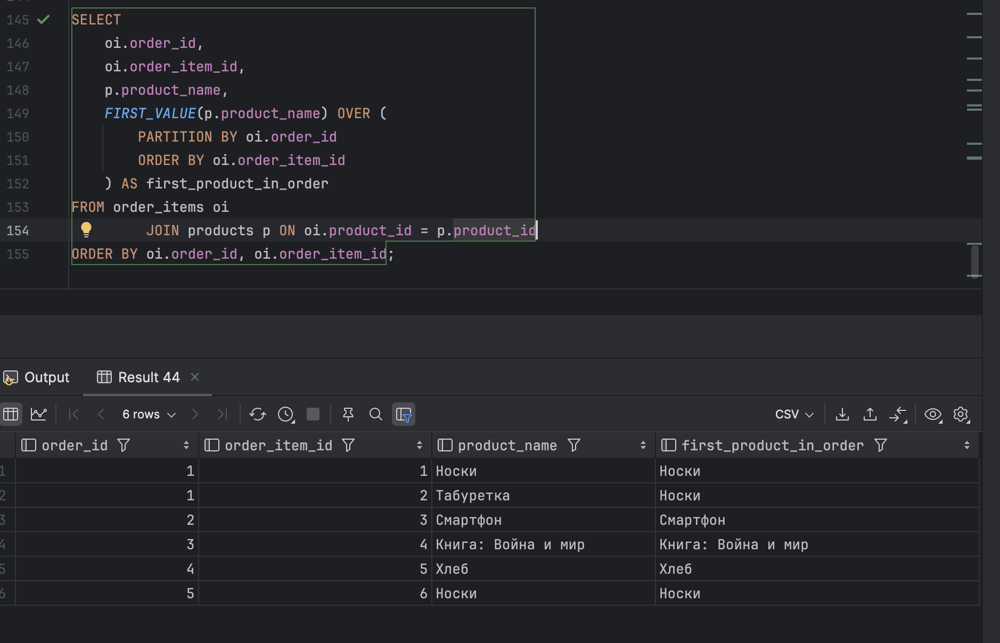 145 SELECT
146 oi.order_id,
147 oi.order_item_id,
148 p.product_name,
149 FIRST_VALUE(p.product_name) OVER (
150 PARTITION BY oi.order_id
151 ORDER BY oi.order_item_id
152 ) AS first_product_in_order
153 FROM order_items oi
154 JOIN products p ON oi.product_id = p.product_id
155 ORDER BY oi.order_id, oi.order_item_id;
Output Result 44
6 rows CSV
order_id order_item_id product_name first_product_in_order
1 1 1 Носки Носки
2 1 2 Табуретка Носки
3 2 3 Смартфон Смартфон
4 3 4 Книга: Война и мир Книга: Война и мир
5 4 5 Хлеб Хлеб
6 5 6 Носки Носки